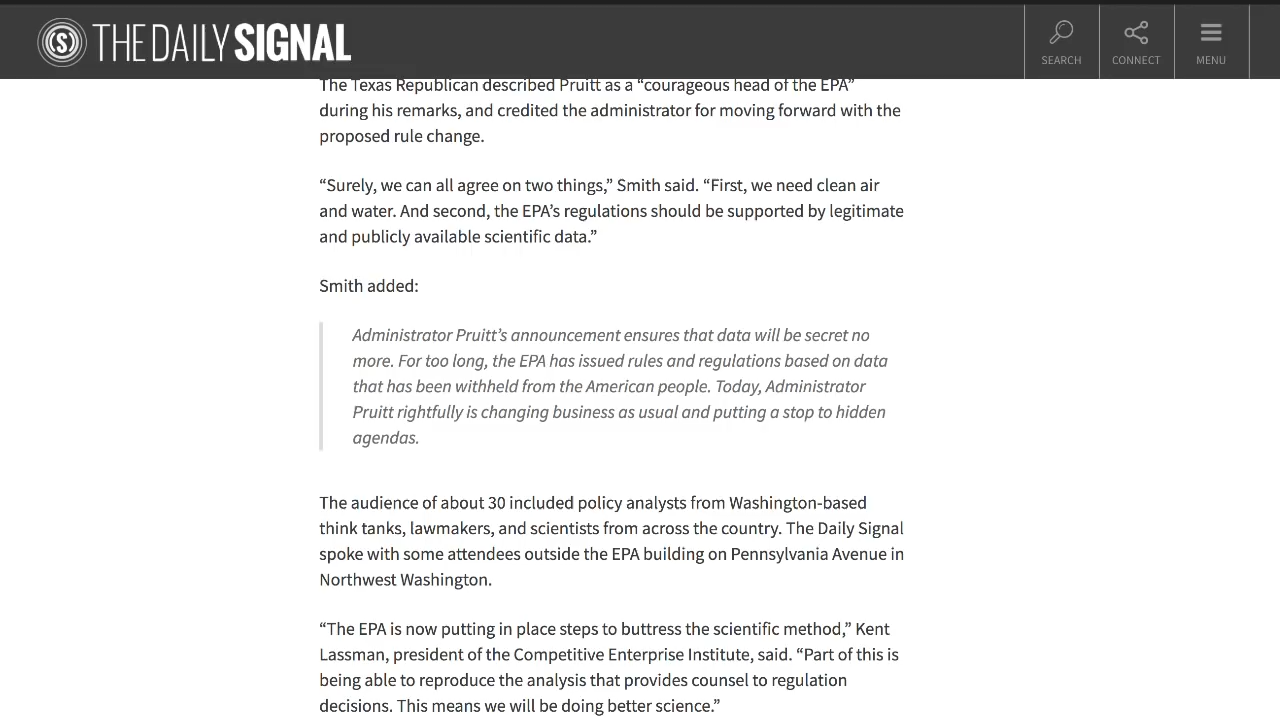 THE DAILY SIGNAL
SEARCH
CONNECT
MENU
The Texas Republican described Pruitt as a “courageous head of the EPA”
during his remarks, and credited the administrator for moving forward with the
proposed rule change.
“Surely, we can all agree on two things,” Smith said. “First, we need clean air
and water. And second, the EPA’s regulations should be supported by legitimate
and publicly available scientific data.”
Smith added:
Administrator Pruitt’s announcement ensures that data will be secret no
more. For too long, the EPA has issued rules and regulations based on data
that has been withheld from the American people. Today, Administrator
Pruitt rightfully is changing business as usual and putting a stop to hidden
agendas.
The audience of about 30 included policy analysts from Washington-based
think tanks, lawmakers, and scientists from across the country. The Daily Signal
spoke with some attendees outside the EPA building on Pennsylvania Avenue in
Northwest Washington.
“The EPA is now putting in place steps to buttress the scientific method,” Kent
Lassman, president of the Competitive Enterprise Institute, said. “Part of this is
being able to reproduce the analysis that provides counsel to regulation
decisions. This means we will be doing better science.”